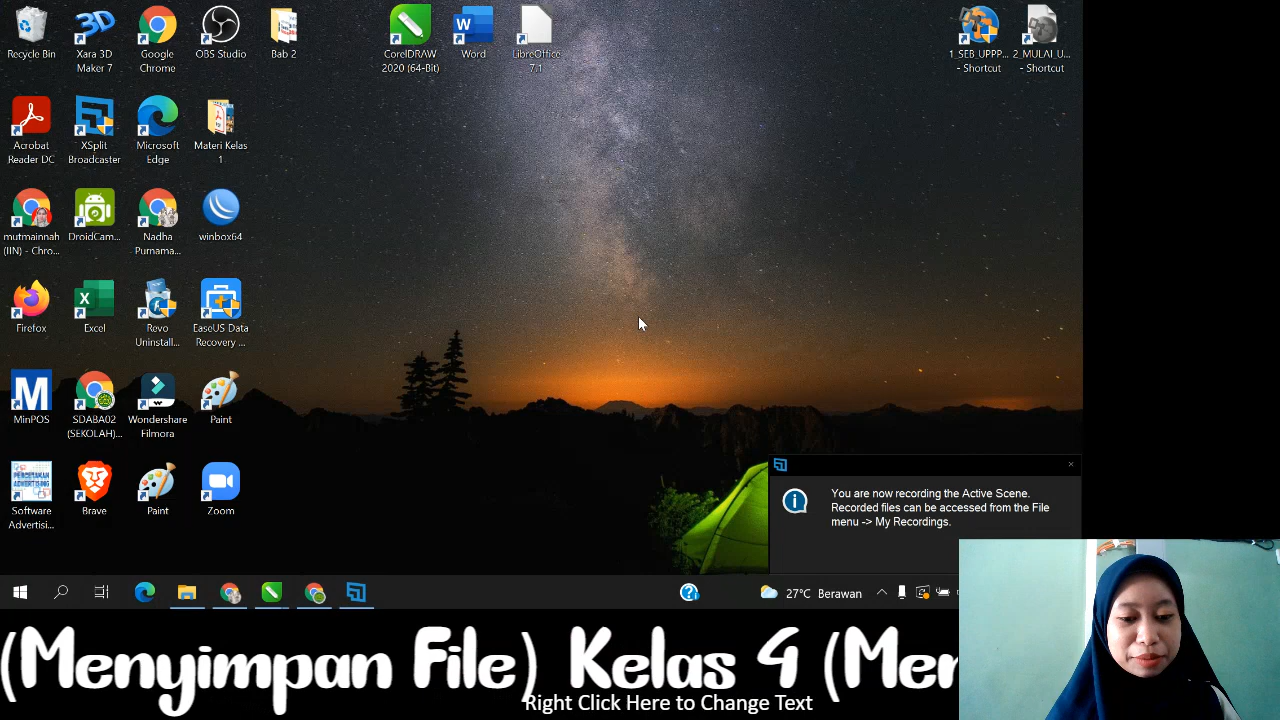 Recycle Bin
Xara 3D
Maker 7
Google
Chrome
OBS Studio
Bab 2
CorelDRAW
2020 (64-Bit)
Word
LibreOffice
7.1
1_SEB_UPPP...
- Shortcut
2_MULAI_U...
- Shortcut
Acrobat
Reader DC
XSplit
Broadcaster
Microsoft
Edge
Materi Kelas
1
mutmainnah
(IIN) - Chro...
DroidCam...
Nadha
Purnama...
winbox64
Firefox
Excel
Revo
Uninstall...
EaseUS Data
Recovery ...
MinPOS
SDABA02
(SEKOLAH)...
Wondershare
Filmora
Paint
Software
Advertisi...
Brave
Paint
Zoom
You are now recording the Active Scene.
Recorded files can be accessed from the File
menu -> My Recordings.
27°C Berawan
(Menyimpan File) Kelas 4 (Men
Right Click Here to Change Text